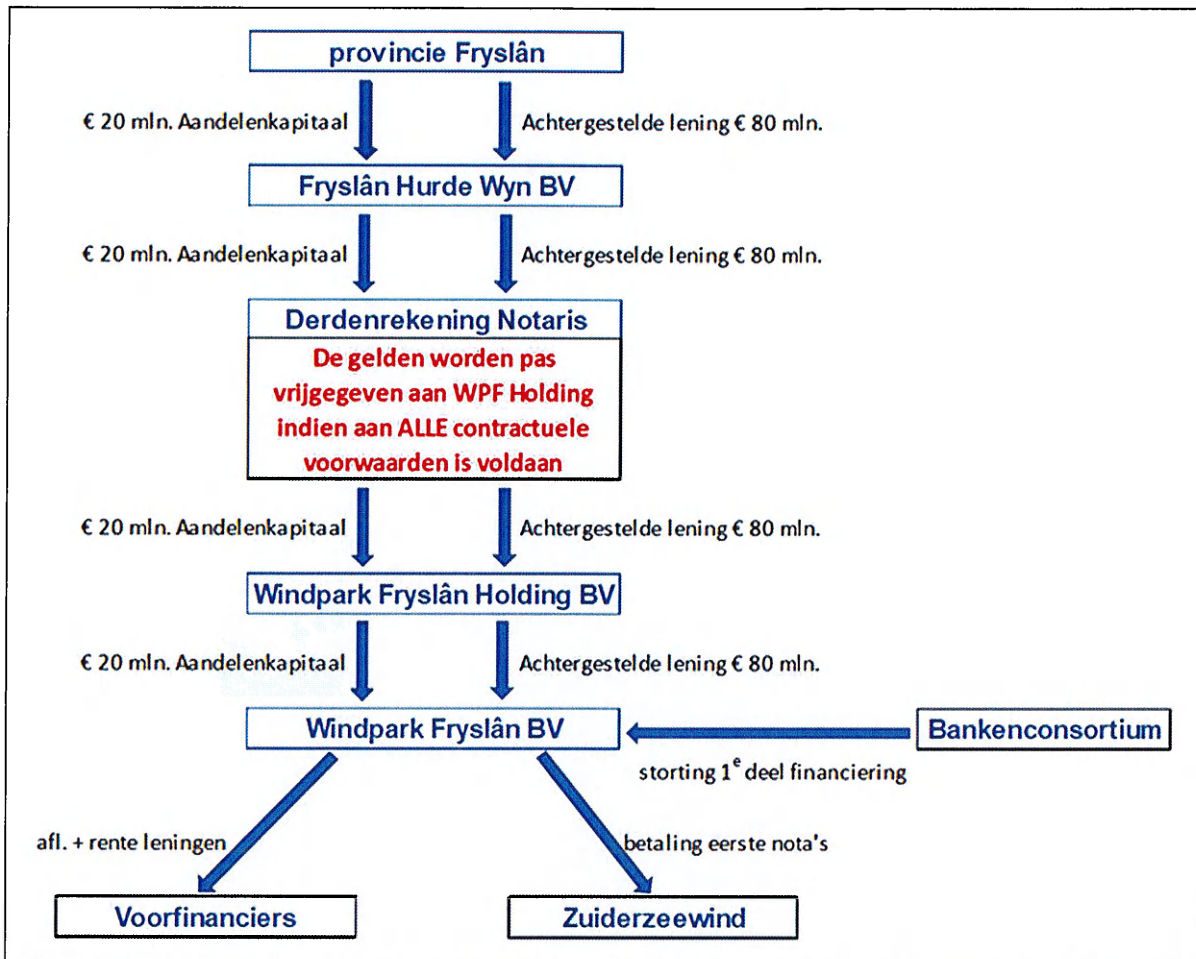 provincie Fryslân
€ 20 mln. Aandelenkapitaal
Achtergestelde lening € 80 mln.
Fryslân Hurde Wyn BV
€ 20 mln. Aandelenkapitaal
Achtergestelde lening € 80 mln.
Derdenrekening Notaris
De gelden worden pas
vrijgegeven aan WPF Holding
indien aan ALLE contractuele
voorwaarden is voldaan
€ 20 mln. Aandelenkapitaal
Achtergestelde lening € 80 mln.
Windpark Fryslân Holding BV
€ 20 mln. Aandelenkapitaal
Achtergestelde lening € 80 mln.
Windpark Fryslân BV
Bankenconsortium
storting 1e deel financiering
afl. + rente leningen
betaling eerste nota's
Voorfinanciers
Zuiderzeewind